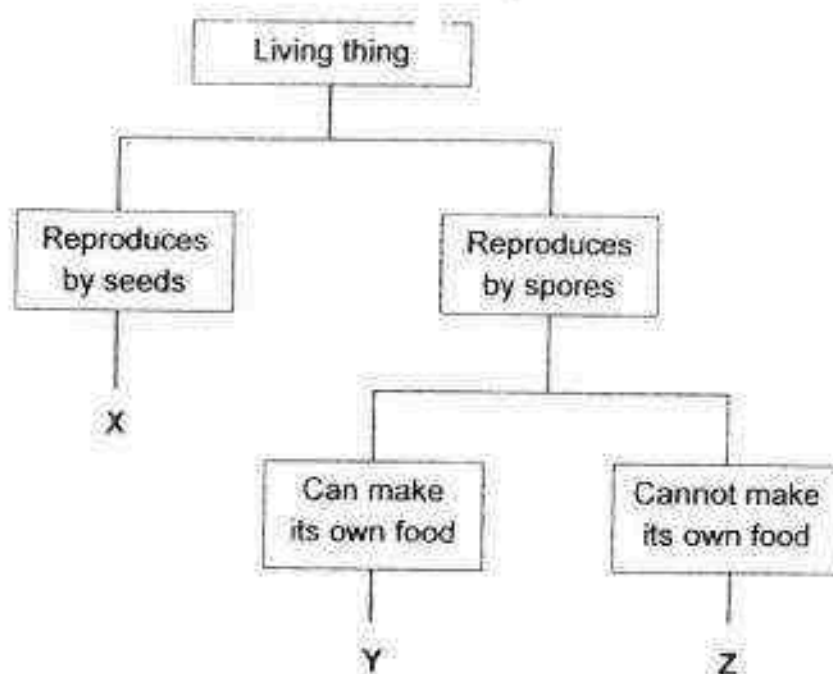 Living thing
Reproduces
by seeds
Reproduces
by spores
X
Can make
its own food
Cannot make
its own food
Y
Z